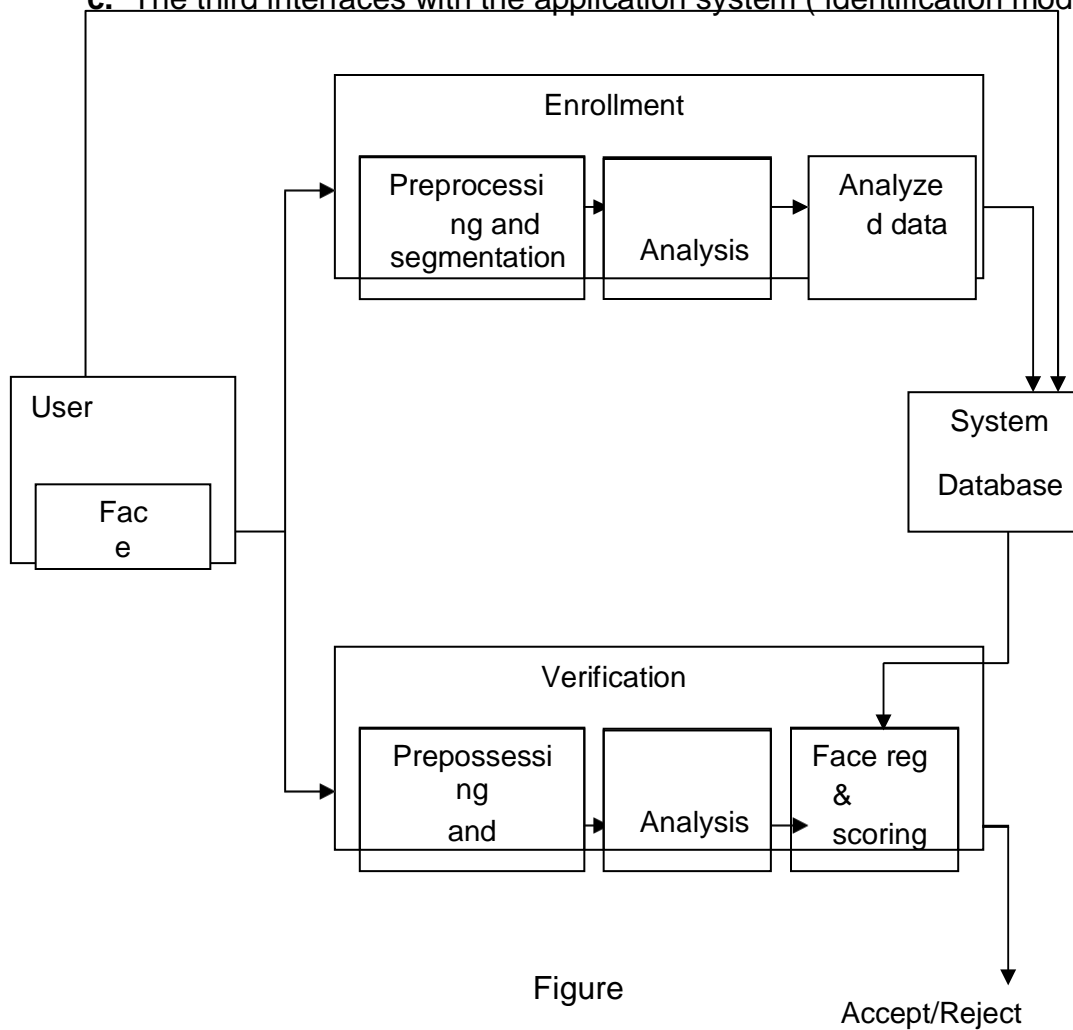 c. The third interfaces with the application system ( identification mod
Enrollment
Preprocessi
ng and
segmentation
Analysis
Analyze
d data
User
Fac
e
System
Database
Verification
Prepossessi
ng
and
Analysis
Face reg
&
scoring
Figure
Accept/Reject